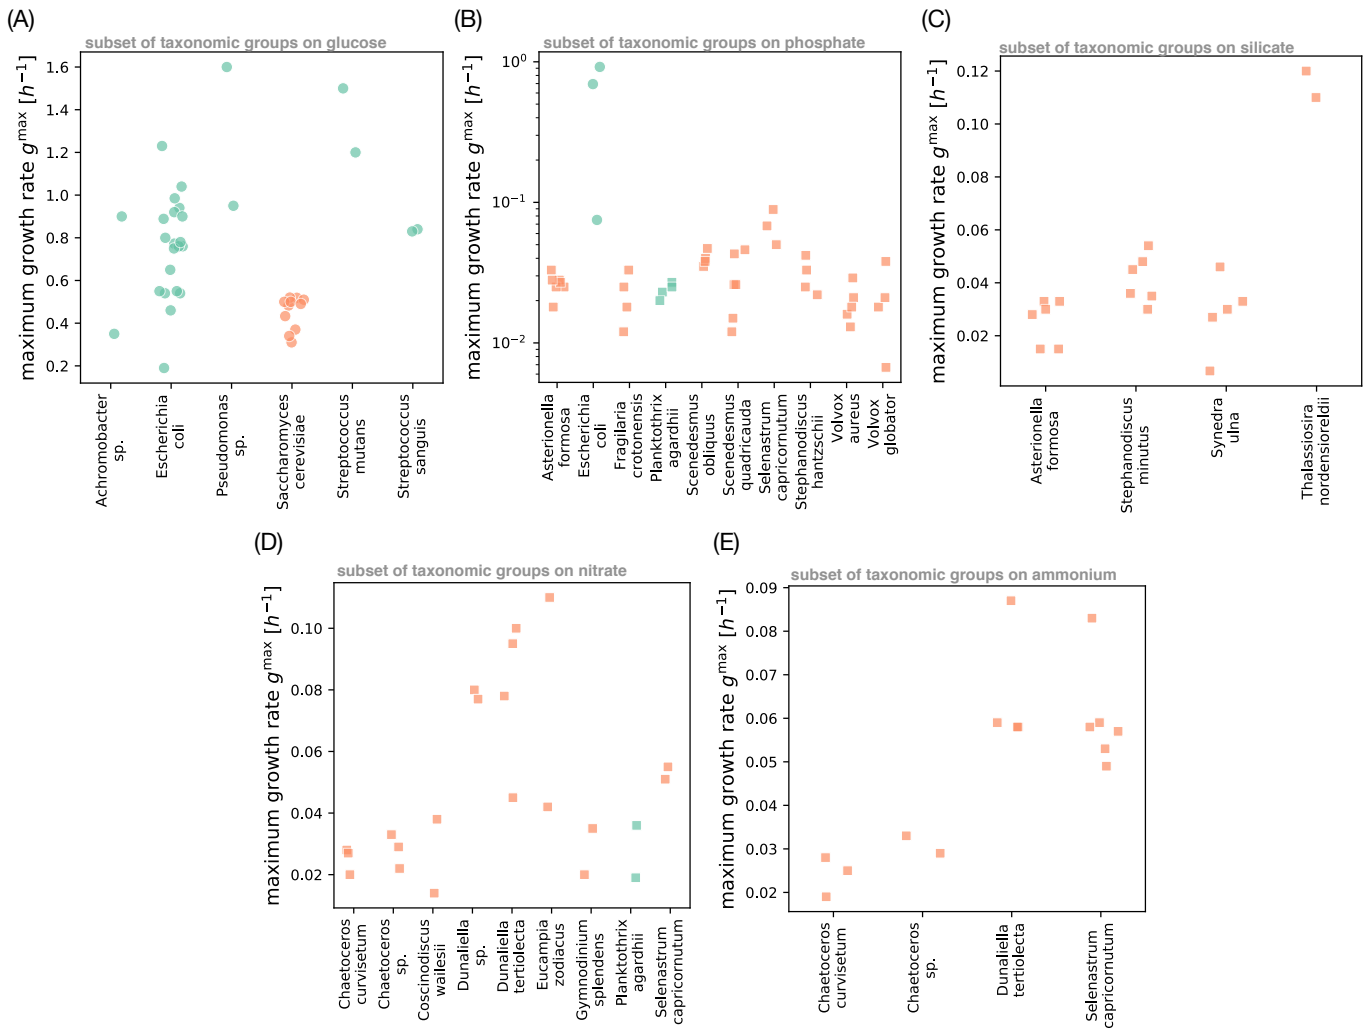 (A)
subset of taxonomic groups on glucose
maximum growth rate g^max [h^−1]
1.6
1.4
1.2
1.0
0.8
0.6
0.4
0.2
Achromobacter
sp.
Escherichia
coli
Pseudomonas
sp.
Saccharomyces
cerevisiae
Streptococcus
mutans
Streptococcus
sanguis
(B)
subset of taxonomic groups on phosphate
maximum growth rate g^max [h^−1]
10^0
10^−1
10^−2
Asterionella
formosa
Escherichia
coli
Fragilaria
crotonensis
Planktothrix
agardhii
Scenedesmus
obliquus
Scenedesmus
quadricauda
Selenastrum
capricornutum
Stephanodiscus
hantzschii
Volvox
aureus
Volvox
globator
(C)
subset of taxonomic groups on silicate
maximum growth rate g^max [h^−1]
0.12
0.10
0.08
0.06
0.04
0.02
Asterionella
formosa
Stephanodiscus
minutus
Synedra
ulna
Thalassiosira
nordensioreldii
(D)
subset of taxonomic groups on nitrate
maximum growth rate g^max [h^−1]
0.10
0.08
0.06
0.04
0.02
Chaetoceros
curvisetum
Chaetoceros
sp.
Coscinodiscus
wailesii
Dunaliella
sp.
Dunaliella
tertiolecta
Eucampia
zodiacus
Gymnodinium
splendens
Planktothrix
agardhii
Selenastrum
capricornutum
(E)
subset of taxonomic groups on ammonium
maximum growth rate g^max [h^−1]
0.09
0.08
0.07
0.06
0.05
0.04
0.03
0.02
Chaetoceros
curvisetum
Chaetoceros
sp.
Dunaliella
tertiolecta
Selenastrum
capricornutum